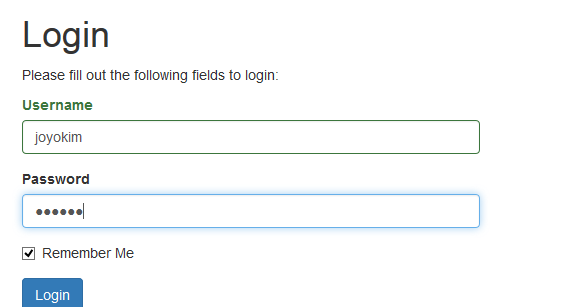 Login
Please fill out the following fields to login:
Username
joyokim
Password
●●●●●●
Remember Me
Login